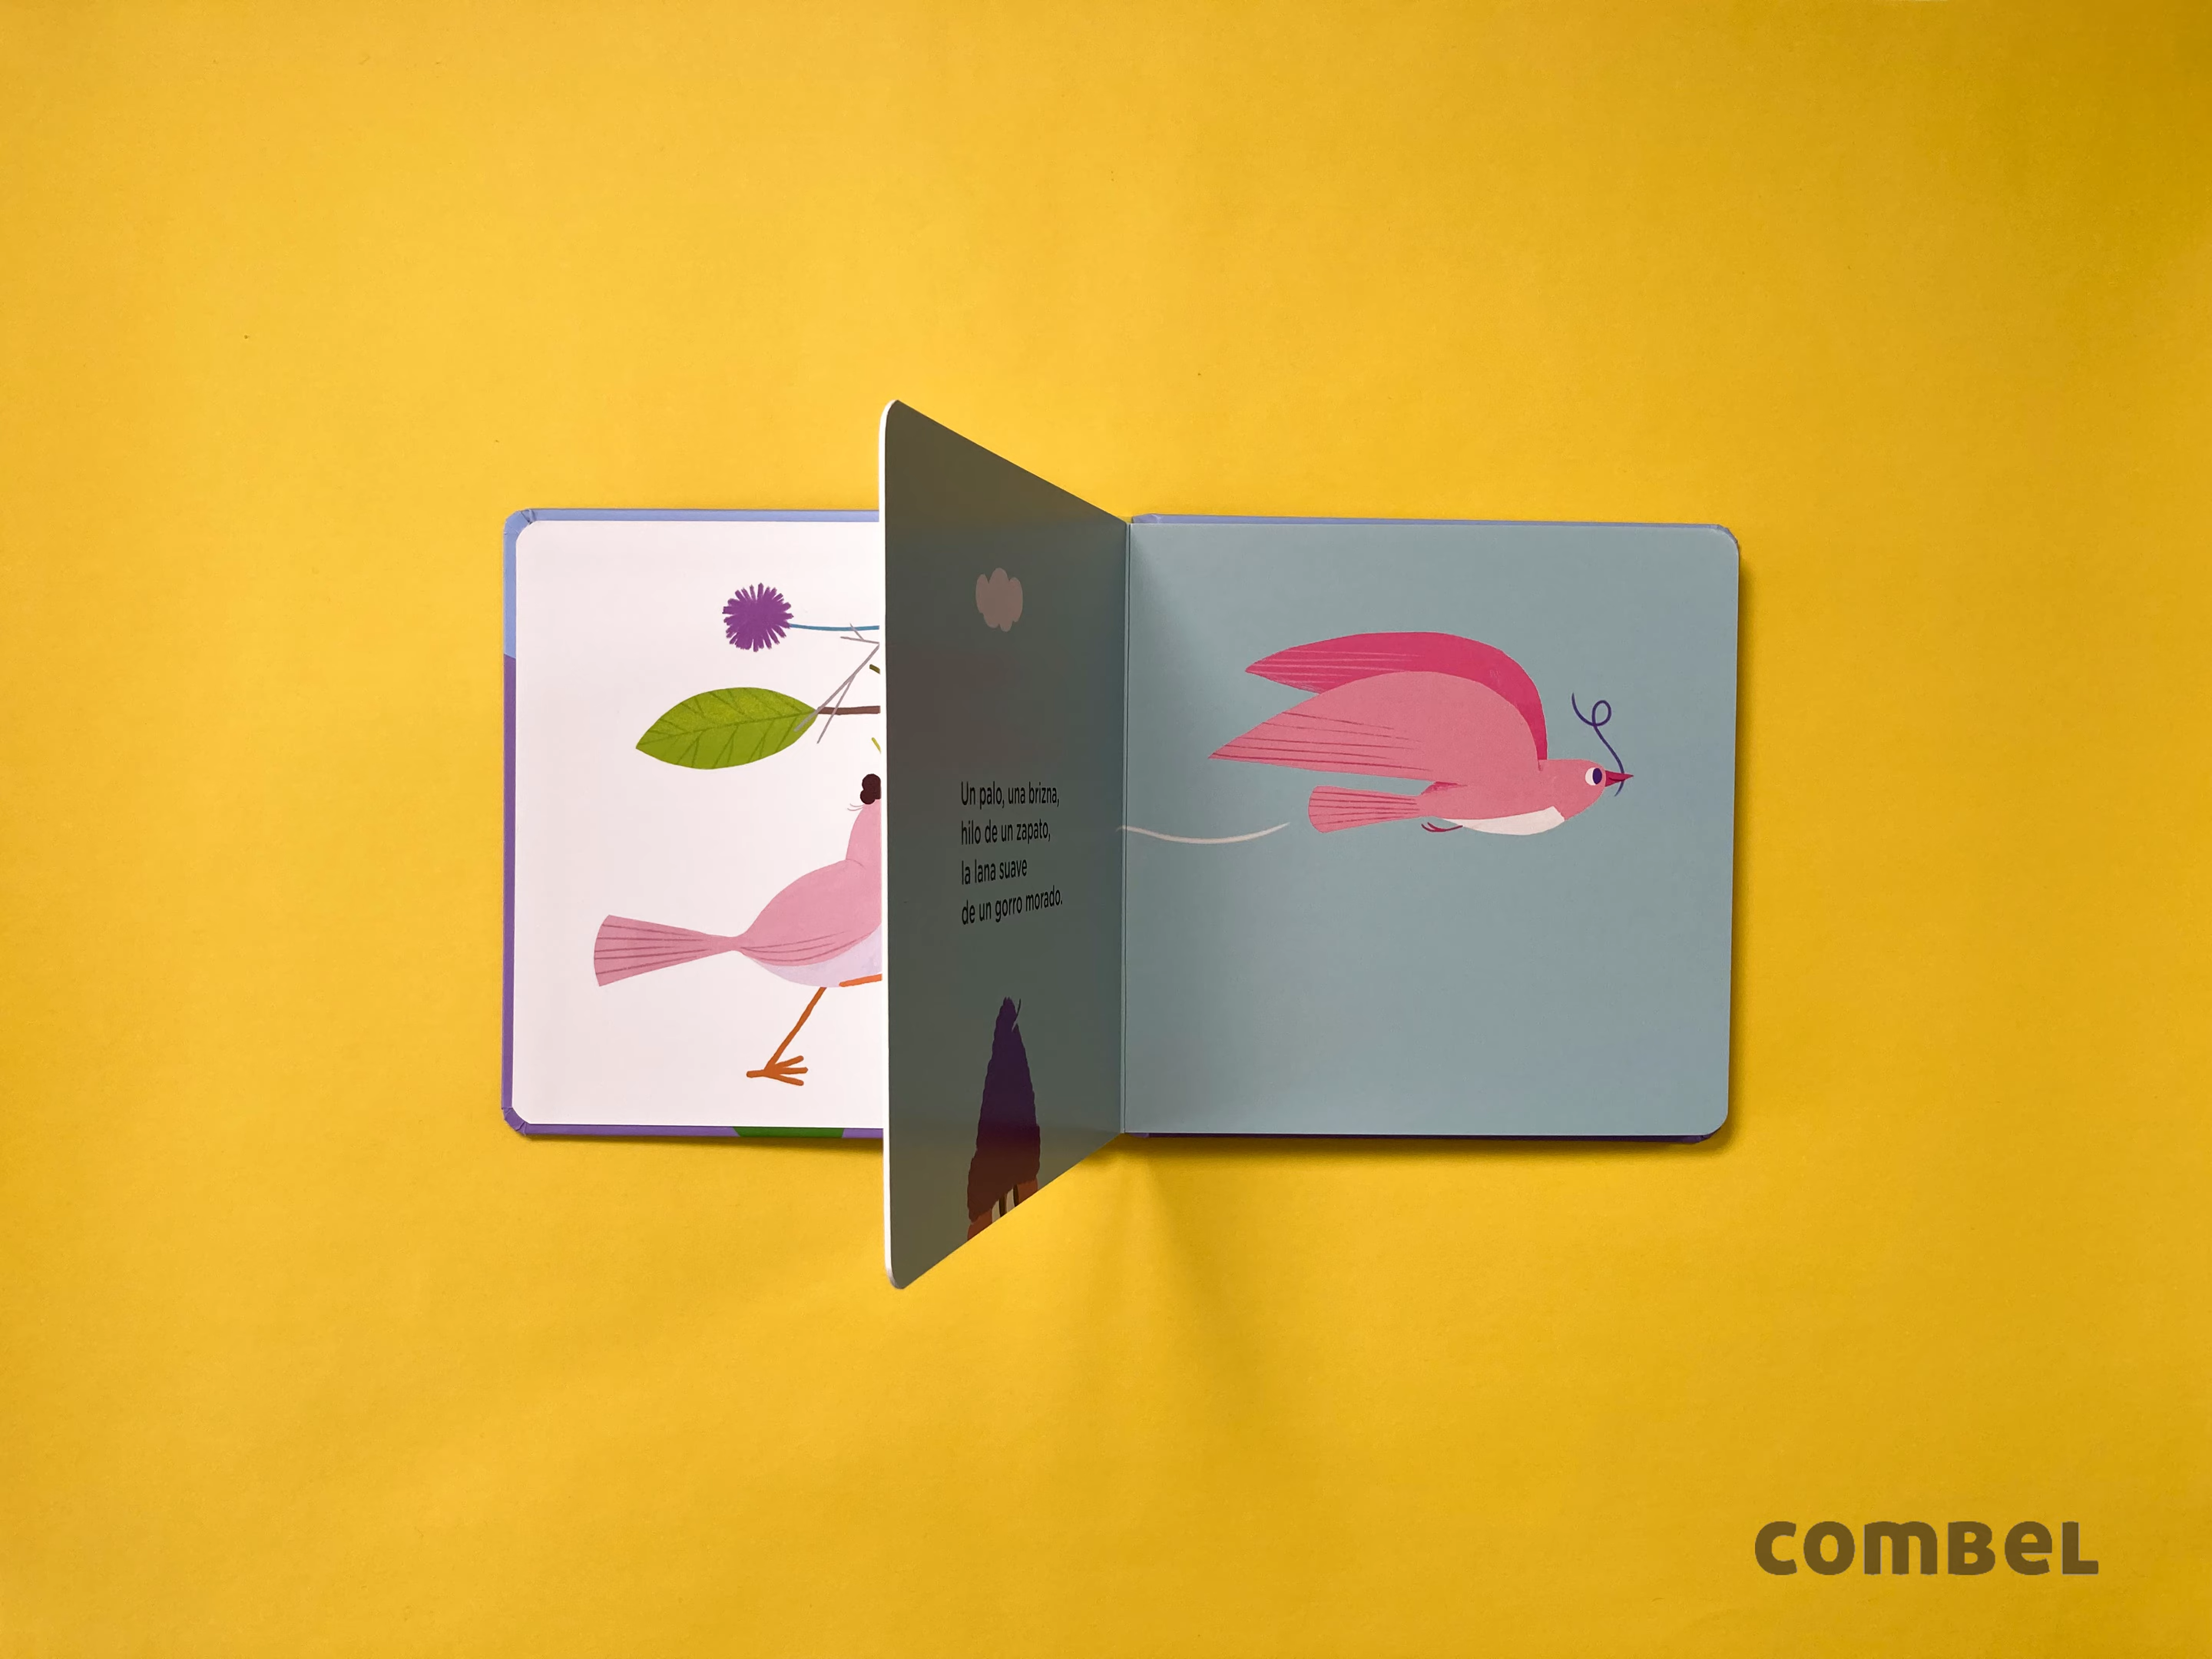 Un palo, una brizna,
hilo de un zapato,
la lana suave
de un gorro morado.
comBeL